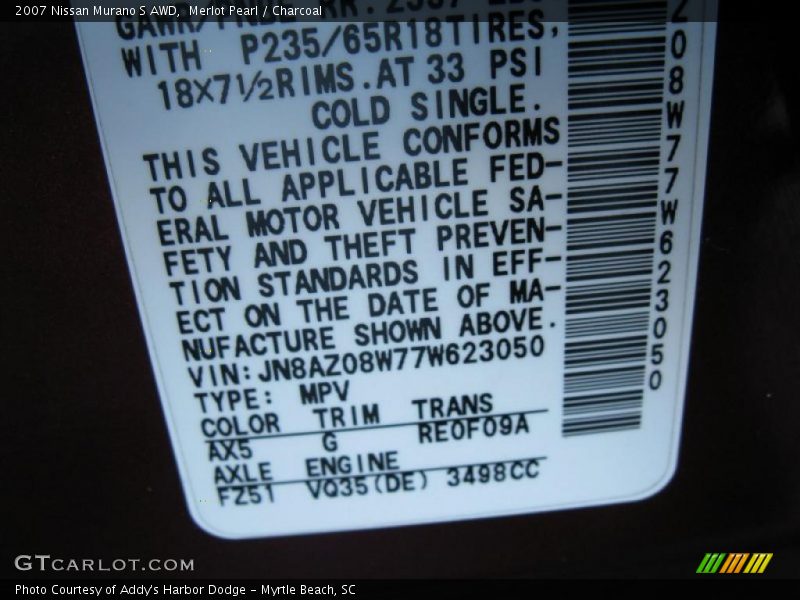 2007 Nissan Murano S AWD, Merlot Pearl / Charcoal
WITH P235/65R18TIRES,
18X7½RIMS.AT 33 PSI
COLD SINGLE.
THIS VEHICLE CONFORMS
TO ALL APPLICABLE FED-
ERAL MOTOR VEHICLE SA-
FETY AND THEFT PREVEN-
TION STANDARDS IN EFF-
ECT ON THE DATE OF MA-
NUFACTURE SHOWN ABOVE.
VIN:JN8AZ08W77W623050
TYPE: MPV
COLOR TRIM TRANS
AX5 G RE0F09A
AXLE ENGINE
FZ51 VQ35(DE) 3498CC
Z08W77W623050
GTCARLOT.COM
Photo Courtesy of Addy's Harbor Dodge - Myrtle Beach, SC